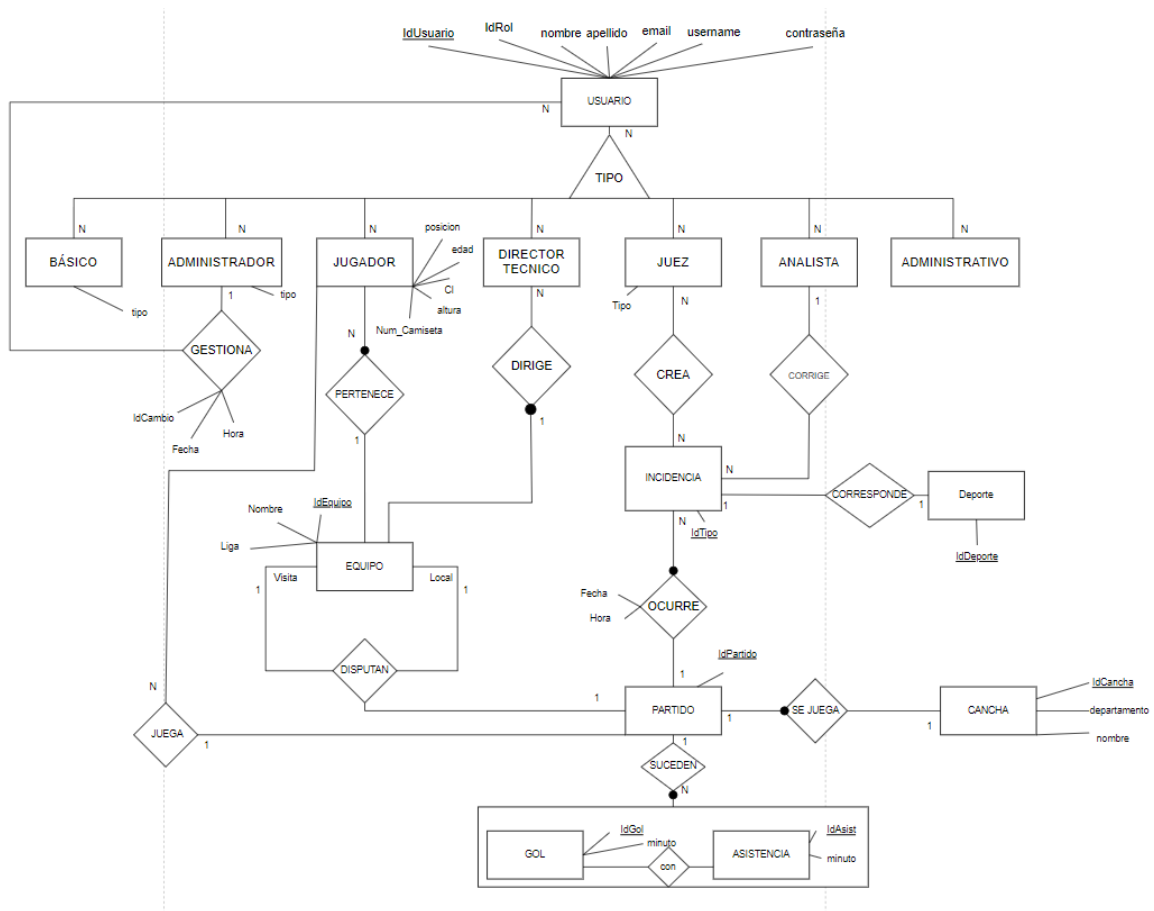 IdUsuario
IdRol
nombre apellido
email
username
contraseña
USUARIO
N
N
TIPO
N
N
N
N
N
N
N
BÁSICO
ADMINISTRADOR
JUGADOR
DIRECTOR
TECNICO
JUEZ
ANALISTA
ADMINISTRATIVO
posicion
edad
CI
altura
Num_Camiseta
tipo
tipo
Tipo
1
N
N
N
1
GESTIONA
PERTENECE
DIRIGE
CREA
CORRIGE
IdCambio
Fecha
Hora
1
1
N
N
INCIDENCIA
IdTipo
1
CORRESPONDE
1
Deporte
IdDeporte
Nombre
IdEquipo
Liga
EQUIPO
Visita
Local
1
1
N
Fecha
Hora
OCURRE
1
DISPUTAN
N
JUEGA
1
1
IdPartido
PARTIDO
1
SE JUEGA
1
CANCHA
IdCancha
departamento
nombre
1
SUCEDEN
N
GOL
IdGol
minuto
con
ASISTENCIA
IdAsist
minuto